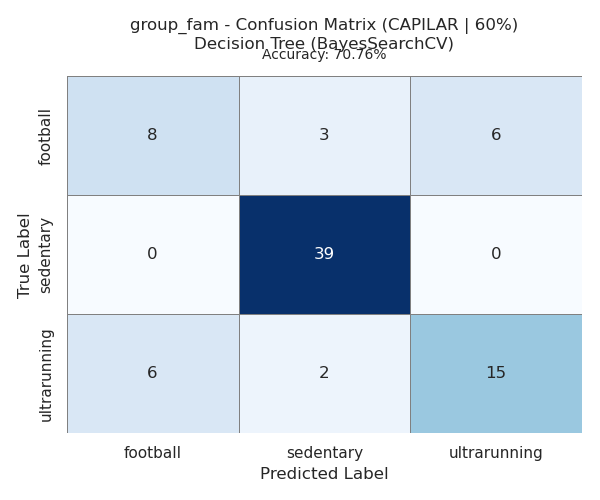 group_fam - Confusion Matrix (CAPILAR | 60%)
Decision Tree (BayesSearchCV)
Accuracy: 70.76%
True Label
football
8
3
6
sedentary
0
39
0
ultrarunning
6
2
15
football
sedentary
ultrarunning
Predicted Label